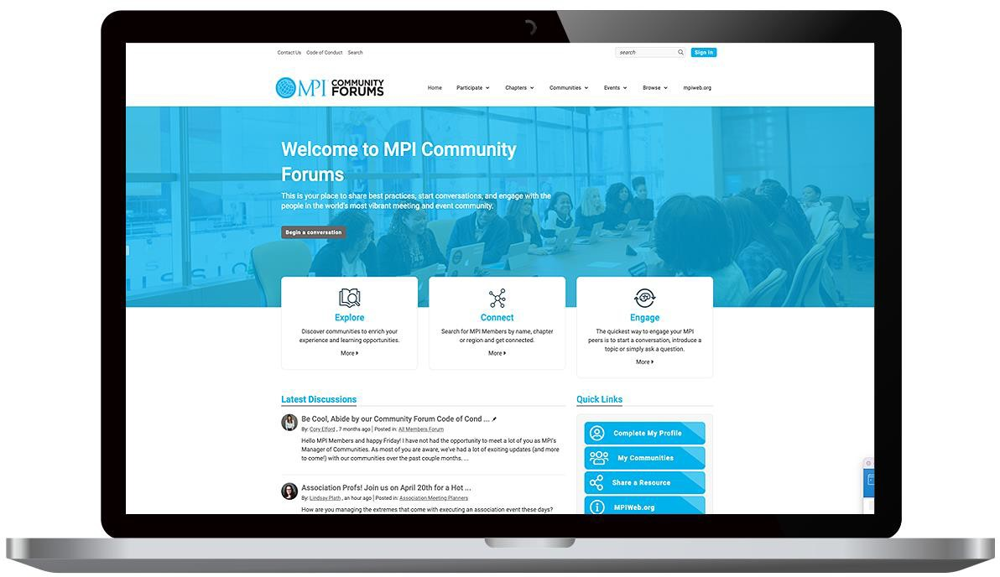 Contact Us Code of Conduct Search
search Sign In
MPI COMMUNITY FORUMS
Home Participate Chapters Communities Events Browse mpiweb.org
Welcome to MPI Community
Forums
This is your place to share best practices, start conversations, and engage with the
people in the world's most vibrant meeting and event community.
Begin a conversation
Explore
Discover communities to enrich your
experience and learning opportunities.
More
Connect
Search for MPI Members by name, chapter
or region and get connected.
More
Engage
The quickest way to engage your MPI
peers is to start a conversation, introduce a
topic or simply ask a question.
More
Latest Discussions
Be Cool, Abide by our Community Forum Code of Cond ...
By: Cory Elford , 7 months ago | Posted in: All Members Forum
Hello MPI Members and happy Friday! I have not had the opportunity to meet a lot of you as MPI's
Manager of Communities. As most of you are aware, we've had a lot of exciting updates (and more
to come!) with our communities over the past couple months. ...
Association Profs! Join us on April 20th for a Hot ...
By: Lindsay Plath , an hour ago | Posted in: Association Meeting Planners
How are you managing the extremes that come with executing an association event these days?
Quick Links
Complete My Profile
My Communities
Share a Resource
MPIWeb.org